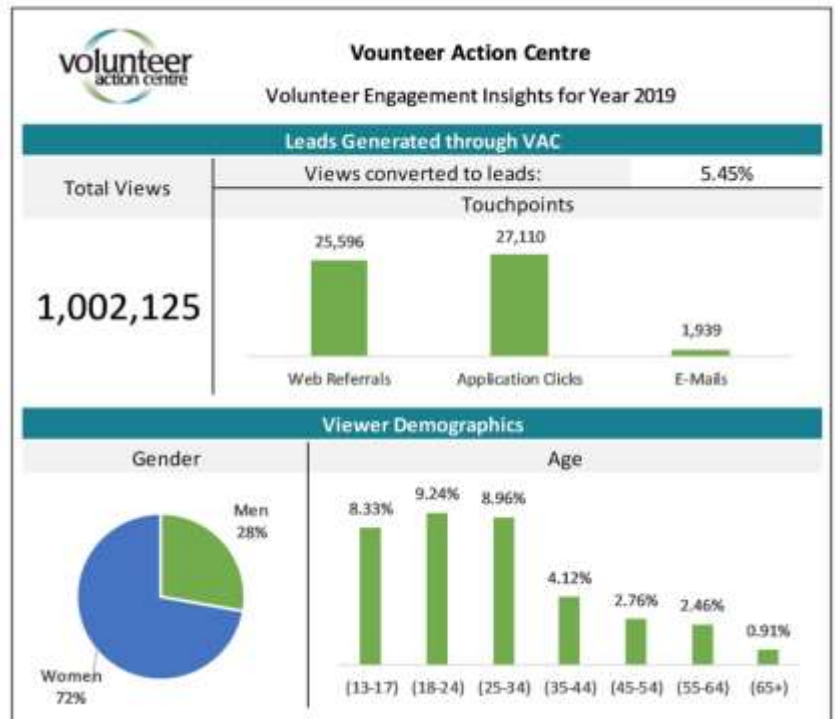 volunteer
action centre
Vounteer Action Centre
Volunteer Engagement Insights for Year 2019
Leads Generated through VAC
Total Views
Views converted to leads: 5.45%
Touchpoints
1,002,125
25,596 27,110 1,939
Web Referrals Application Clicks E-Mails
Viewer Demographics
Gender Age
Men
28%
Women
72%
8.33% 9.24% 8.96% 4.12% 2.76% 2.46% 0.91%
(13-17) (18-24) (25-34) (35-44) (45-54) (55-64) (65+)